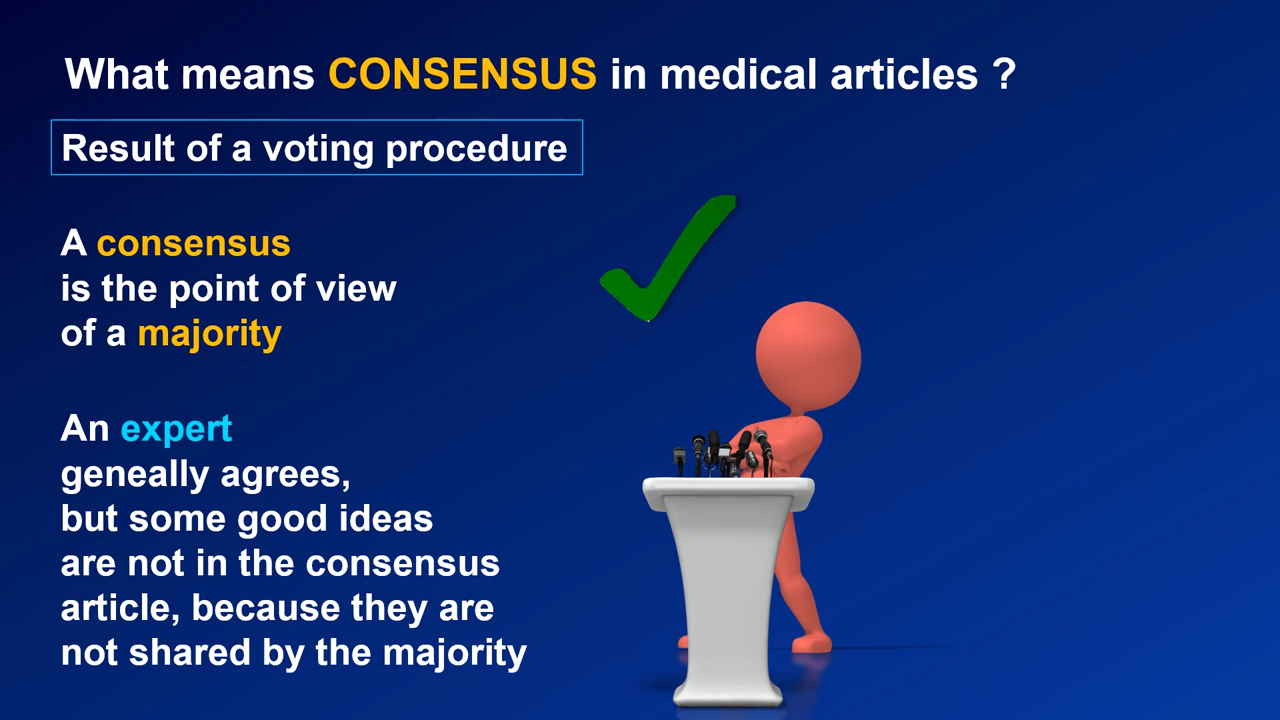 What means CONSENSUS in medical articles ?
Result of a voting procedure
A consensus
is the point of view
of a majority
An expert
geneally agrees,
but some good ideas
are not in the consensus
article, because they are
not shared by the majority